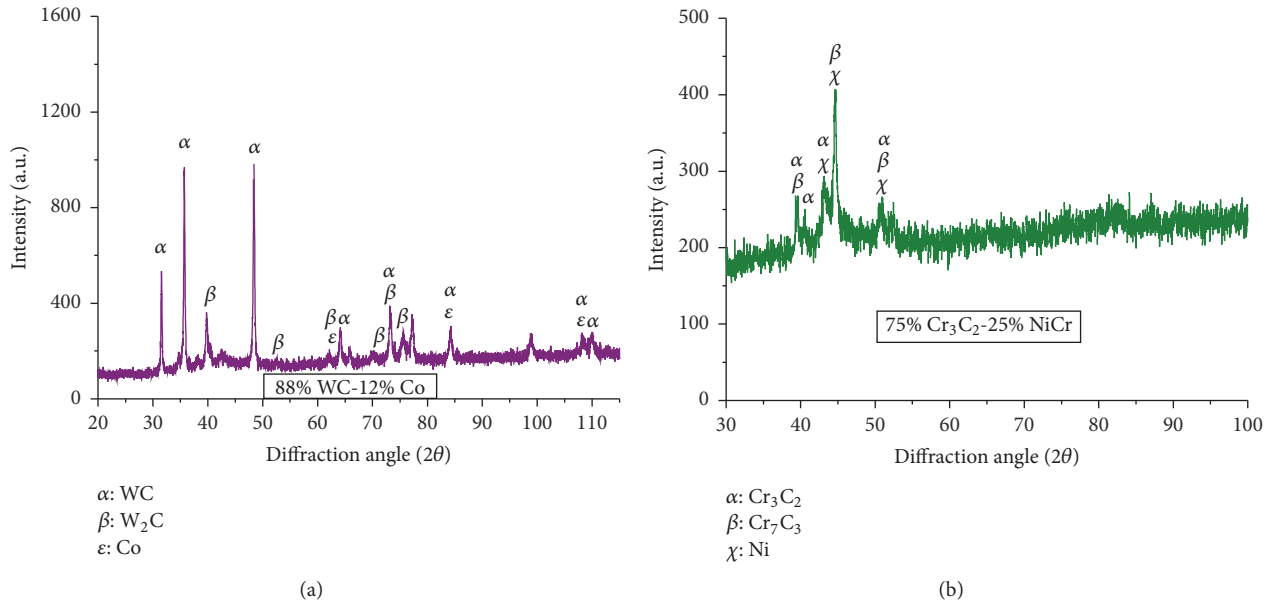 1600
1200
800
400
0
Intensity (a.u.)
α
α
α
β
β
β
ε
α
α
β
β
β
α
ε
α
ε
α
88% WC-12% Co
20 30 40 50 60 70 80 90 100 110
Diffraction angle (2θ)
α: WC
β: W₂C
ε: Co
(a)
500
400
300
200
100
0
Intensity (a.u.)
β
χ
α
χ
α
β
α
α
β
χ
75% Cr₃C₂-25% NiCr
30 40 50 60 70 80 90 100
Diffraction angle (2θ)
α: Cr₃C₂
β: Cr₇C₃
χ: Ni
(b)